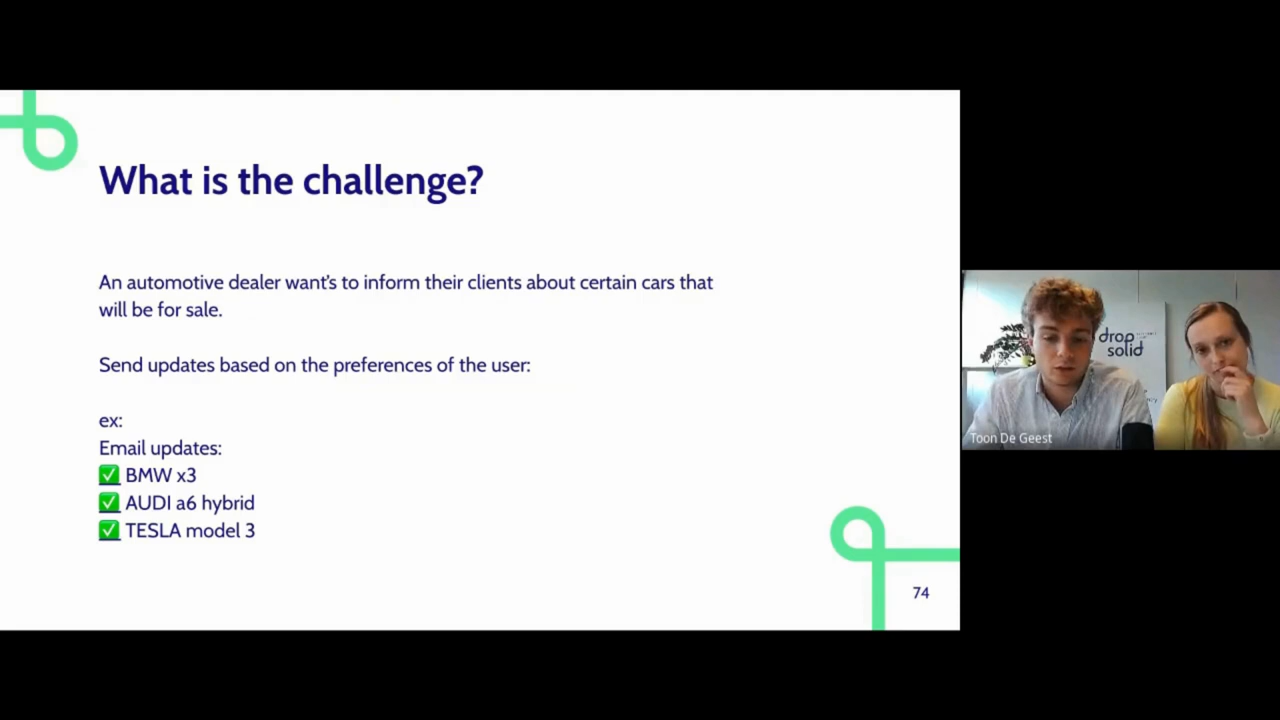 What is the challenge?
An automotive dealer want's to inform their clients about certain cars that
will be for sale.
Send updates based on the preferences of the user:
ex:
Email updates:
✅ BMW x3
✅ AUDI a6 hybrid
✅ TESLA model 3
74
drop
solid
Toon De Geest